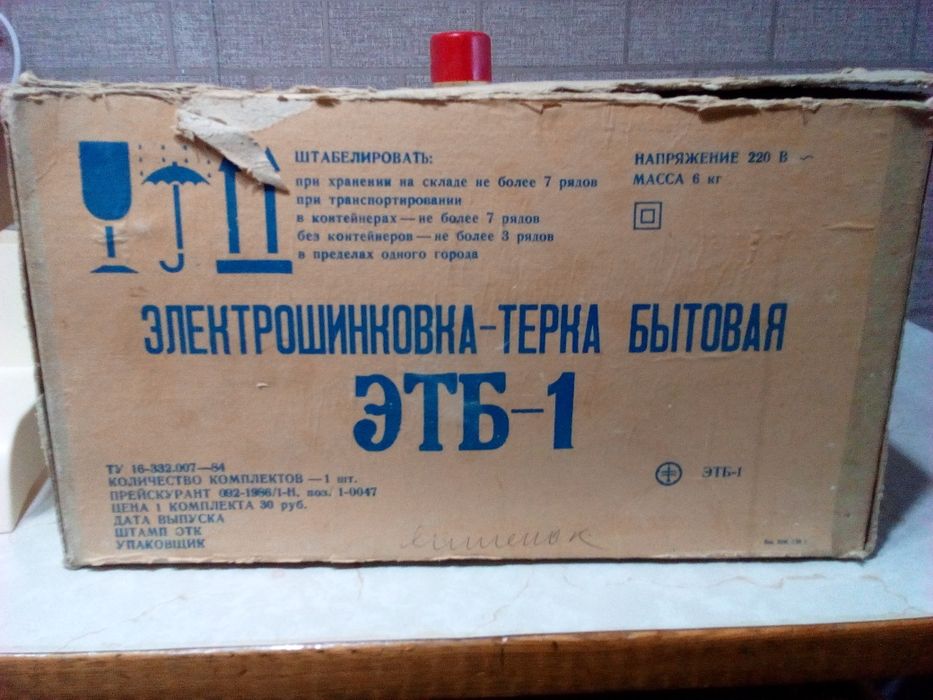 ШТАБЕЛИРОВАТЬ:
при хранении на складе не более 7 рядов
при транспортировании
в контейнерах — не более 7 рядов
без контейнеров — не более 3 рядов
в пределах одного города
НАПРЯЖЕНИЕ 220 В ~
МАССА 6 кг
ЭЛЕКТРОШИНКОВКА-ТЕРКА БЫТОВАЯ
ЭТБ-1
ТУ 16-332.007—84
КОЛИЧЕСТВО КОМПЛЕКТОВ — 1 шт.
ПРЕЙСКУРАНТ 092-1986/1-Н, поз. 1-0047
ЦЕНА 1 КОМПЛЕКТА 30 руб.
ДАТА ВЫПУСКА
ШТАМП ОТК
УПАКОВЩИК
ЭТБ-1